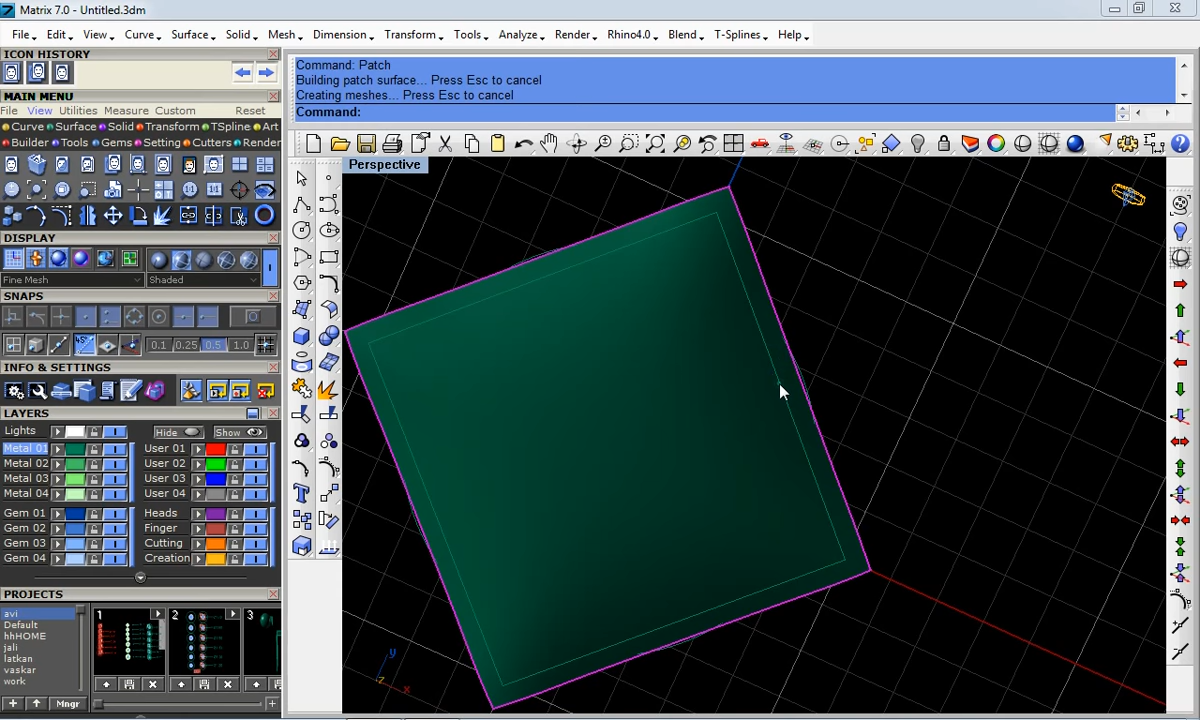 Matrix 7.0 - Untitled.3dm
File Edit View Curve Surface Solid Mesh Dimension Transform Tools Analyze Render Rhino4.0 Blend T-Splines Help
ICON HISTORY
Command: Patch
Building patch surface... Press Esc to cancel
Creating meshes... Press Esc to cancel
Command:
MAIN MENU
File View Utilities Measure Custom Reset
Curve Surface Solid Transform TSpline Art
Builder Tools Gems Setting Cutters Render
Perspective
DISPLAY
Fine Mesh Shaded
SNAPS
45°
0.1 0.25 0.5 1.0
INFO & SETTINGS
LAYERS
Lights Hide Show
Metal 01 User 01
Metal 02 User 02
Metal 03 User 03
Metal 04 User 04
Gem 01 Heads
Gem 02 Finger
Gem 03 Cutting
Gem 04 Creation
PROJECTS
avi
Default
hhHOME
jali
latkan
vaskar
work
1 2 3
Mngr
y
z x